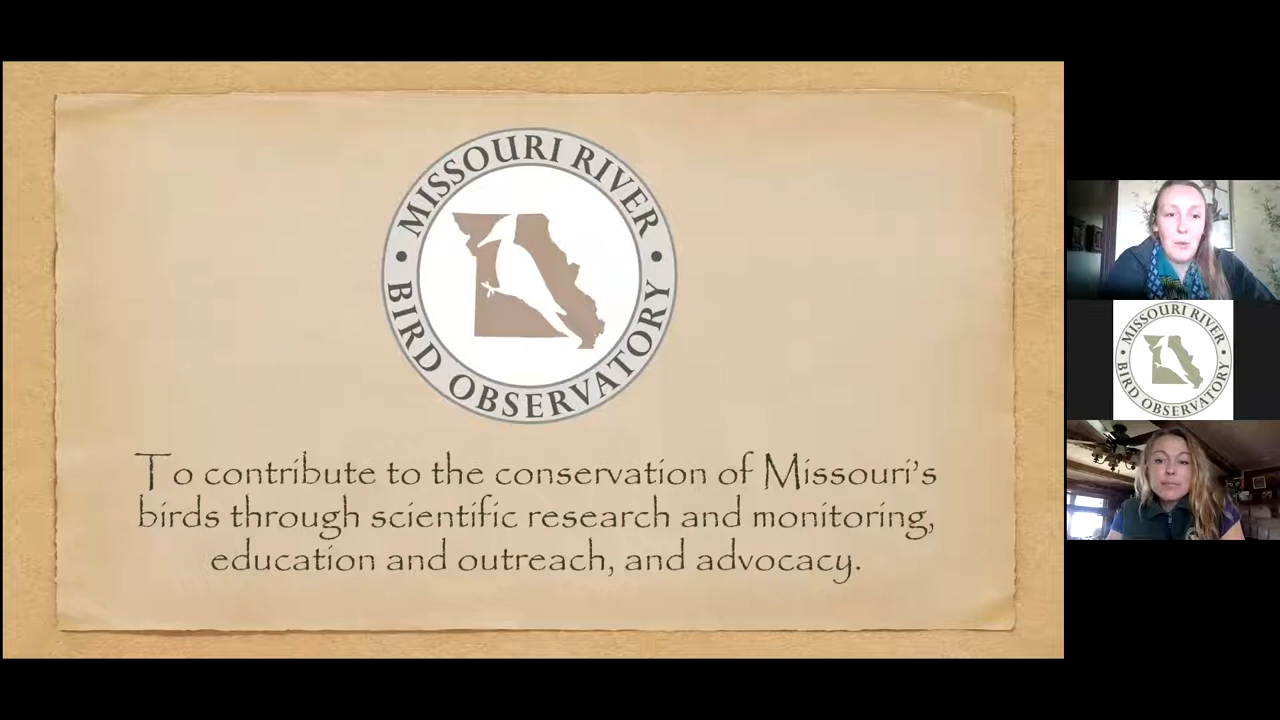 • MISSOURI RIVER •
BIRD OBSERVATORY
To contribute to the conservation of Missouri's
birds through scientific research and monitoring,
education and outreach, and advocacy.
• MISSOURI RIVER •
BIRD OBSERVATORY